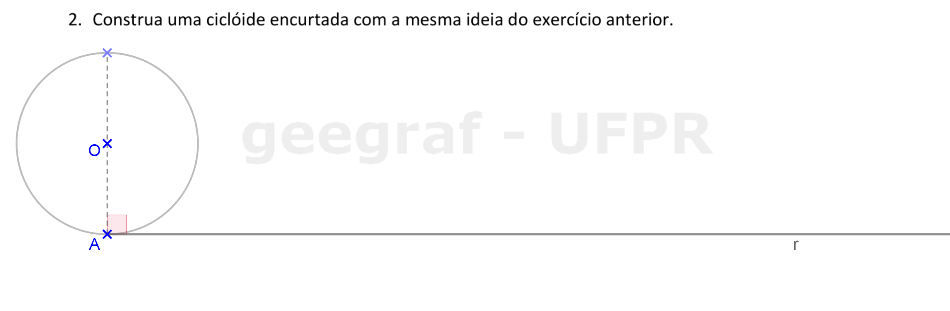 2. Construa uma ciclóide encurtada com a mesma ideia do exercício anterior.
geegraf - UFPR
O
A
r